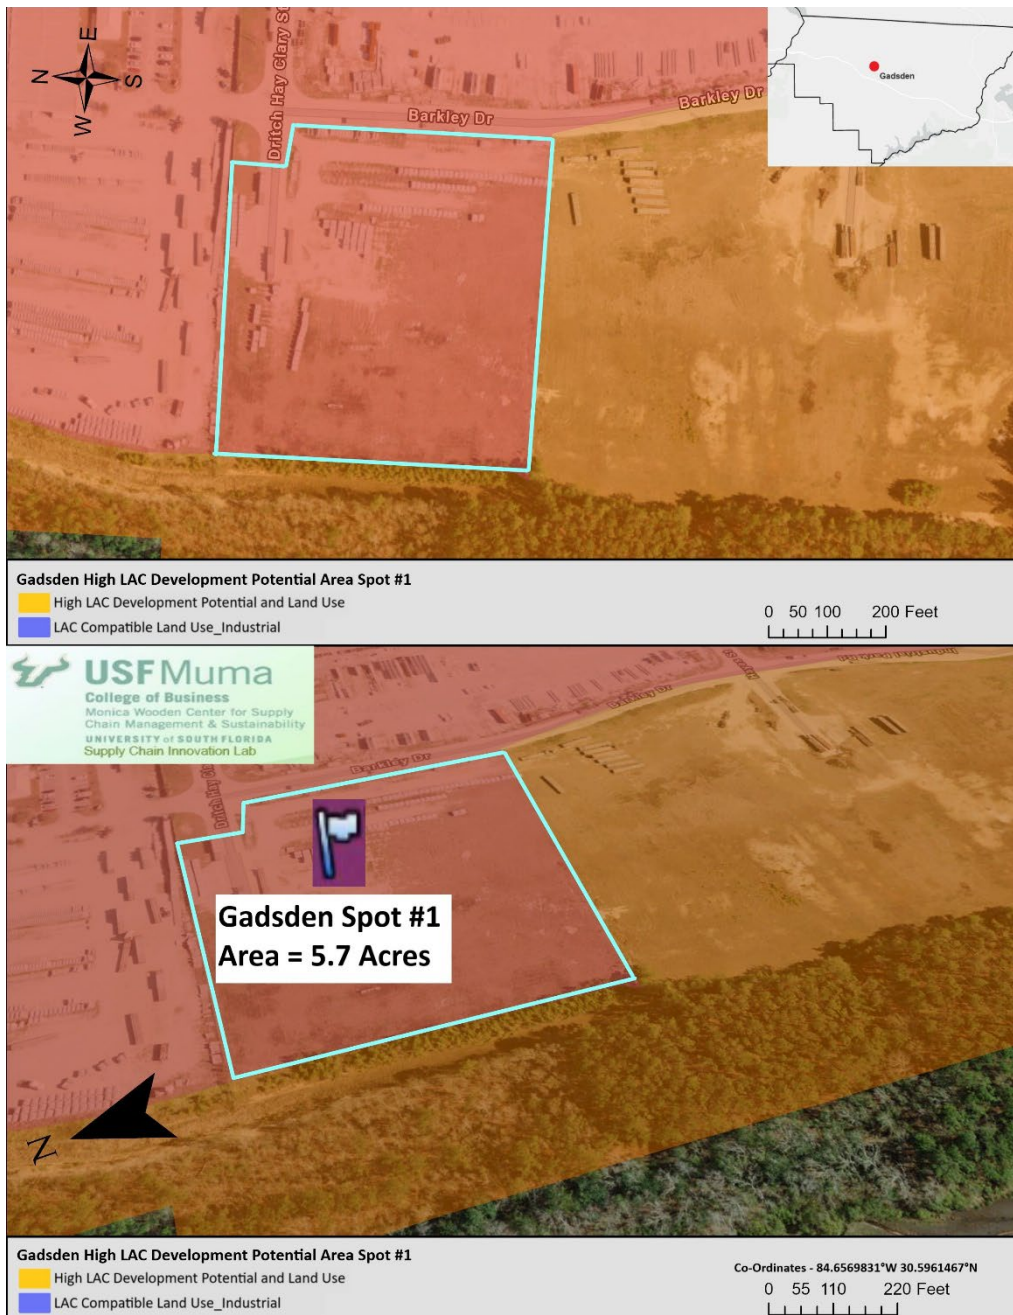 E
N
S
W
Dritch Hay Clary St
Barkley Dr
Barkley Dr
Gadsden
Gadsden High LAC Development Potential Area Spot #1
High LAC Development Potential and Land Use
LAC Compatible Land Use_Industrial
0 50 100 200 Feet
USF Muma
College of Business
Monica Wooden Center for Supply
Chain Management & Sustainability
UNIVERSITY of SOUTH FLORIDA
Supply Chain Innovation Lab
Barkley Dr
Barkley Dr
Gadsden Spot #1
Area = 5.7 Acres
N
Gadsden High LAC Development Potential Area Spot #1
High LAC Development Potential and Land Use
LAC Compatible Land Use_Industrial
Co-Ordinates - 84.6569831°W 30.5961467°N
0 55 110 220 Feet